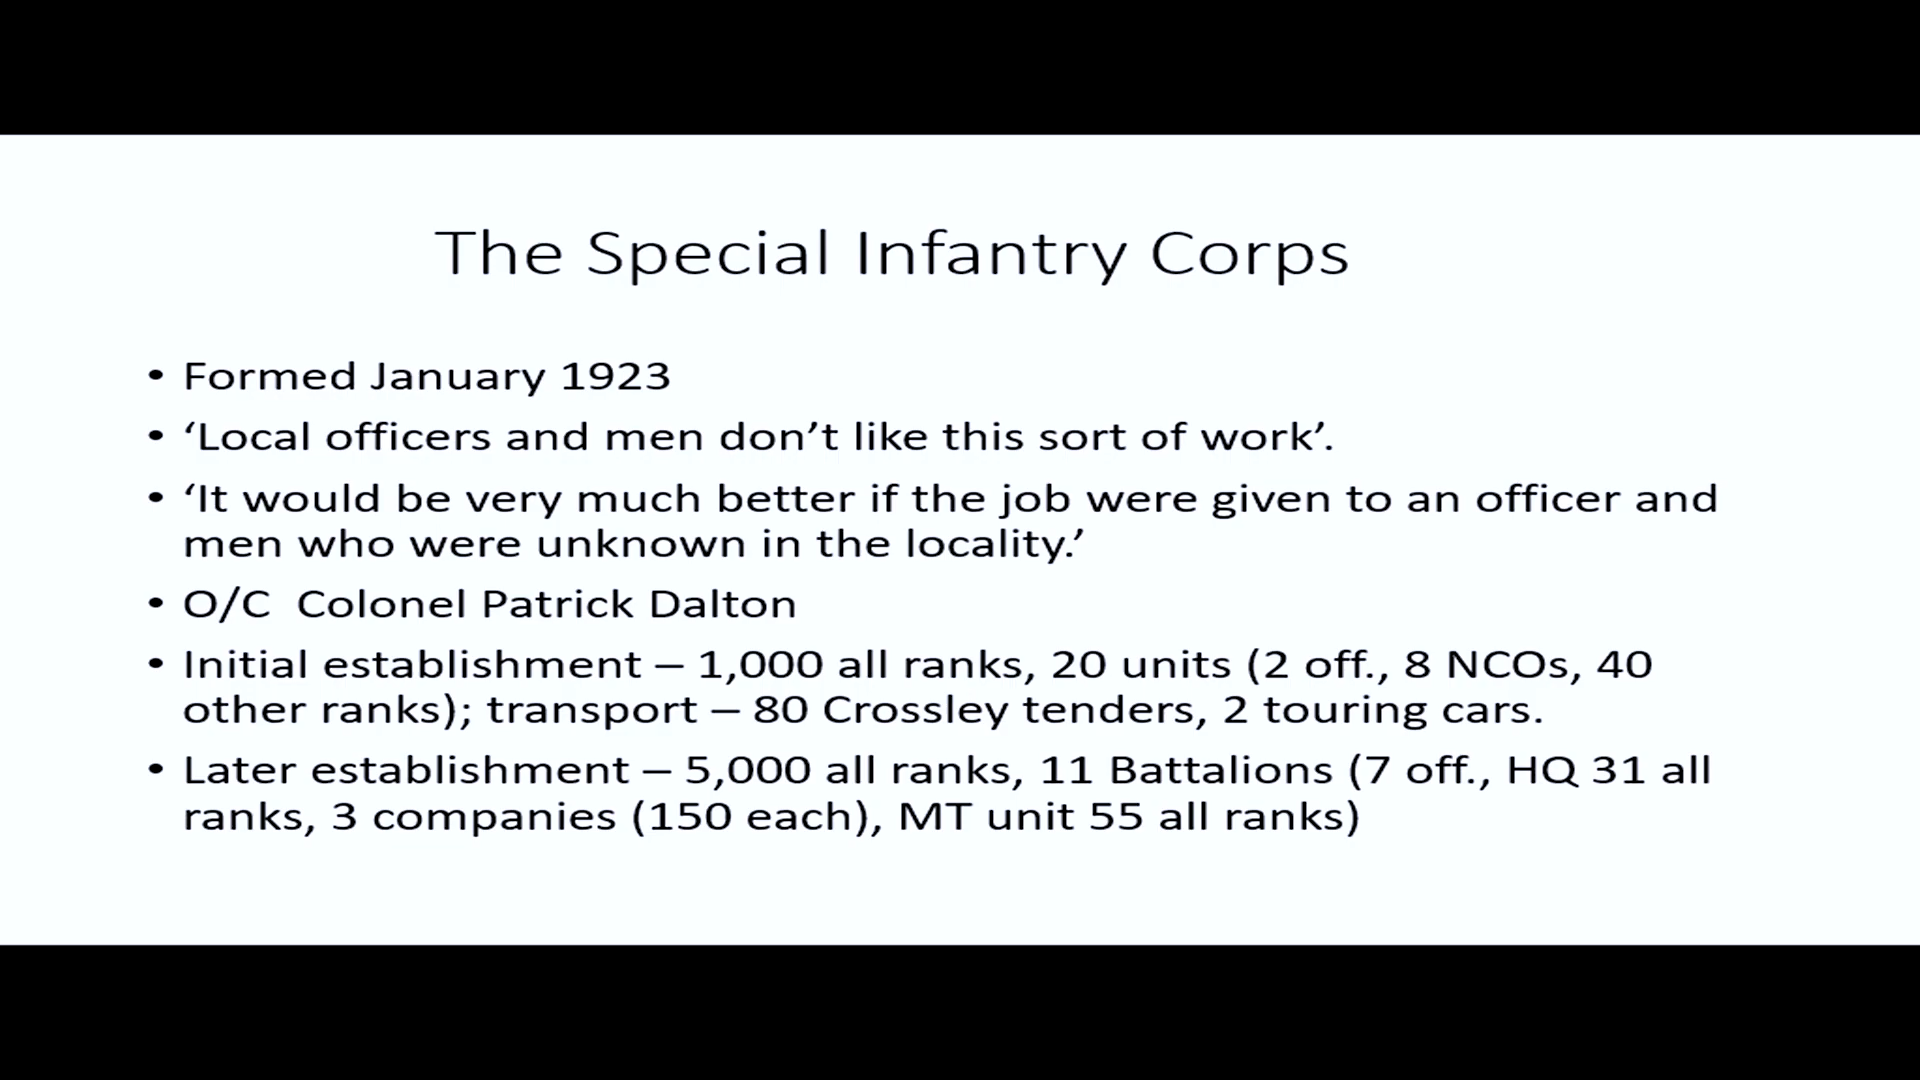 The Special Infantry Corps
• Formed January 1923
• ‘Local officers and men don’t like this sort of work’.
• ‘It would be very much better if the job were given to an officer and
men who were unknown in the locality.’
• O/C  Colonel Patrick Dalton
• Initial establishment – 1,000 all ranks, 20 units (2 off., 8 NCOs, 40
other ranks); transport – 80 Crossley tenders, 2 touring cars.
• Later establishment – 5,000 all ranks, 11 Battalions (7 off., HQ 31 all
ranks, 3 companies (150 each), MT unit 55 all ranks)